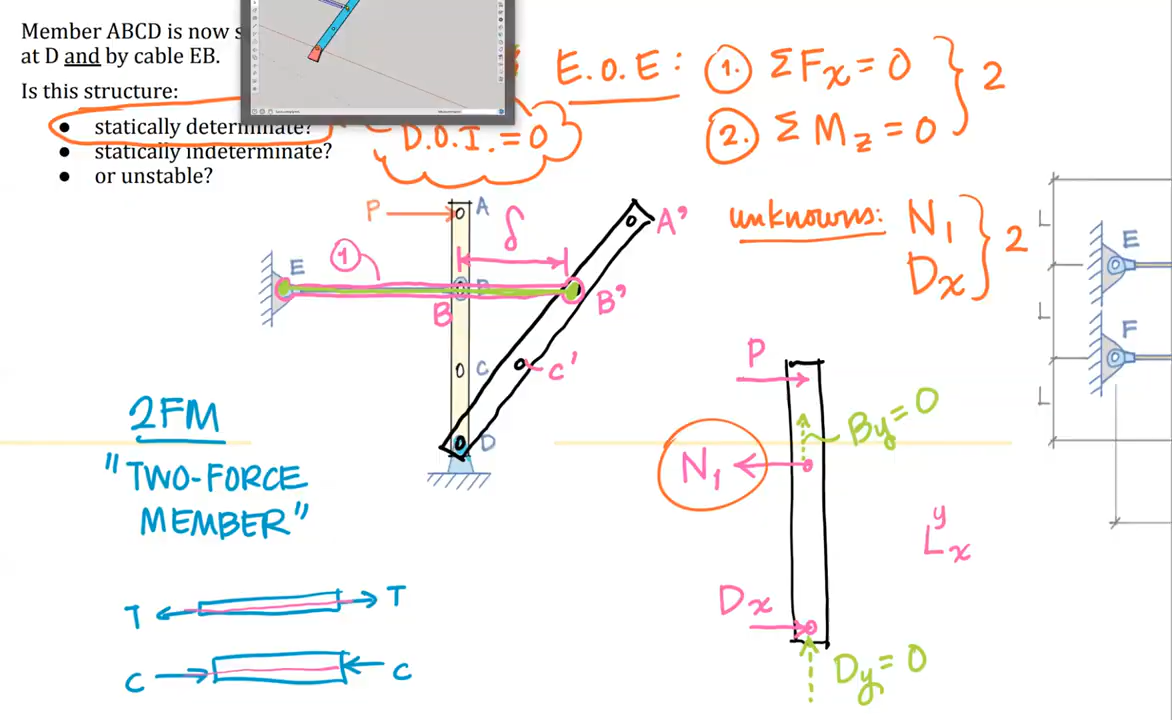 Member ABCD is now
at D and by cable EB.
Is this structure:
● statically determinate?
● statically indeterminate?
● or unstable?
E.O.E: 1. ΣFx=0
2. ΣMz=0
} 2
D.O.I.=0
unknowns: N1
Dx
} 2
P A δ A'
E 1
B B'
C C'
D
2FM
"TWO-FORCE
MEMBER"
T T
C C
P
By=0
N1
y
x
Dx
Dy=0
L E
L F
L